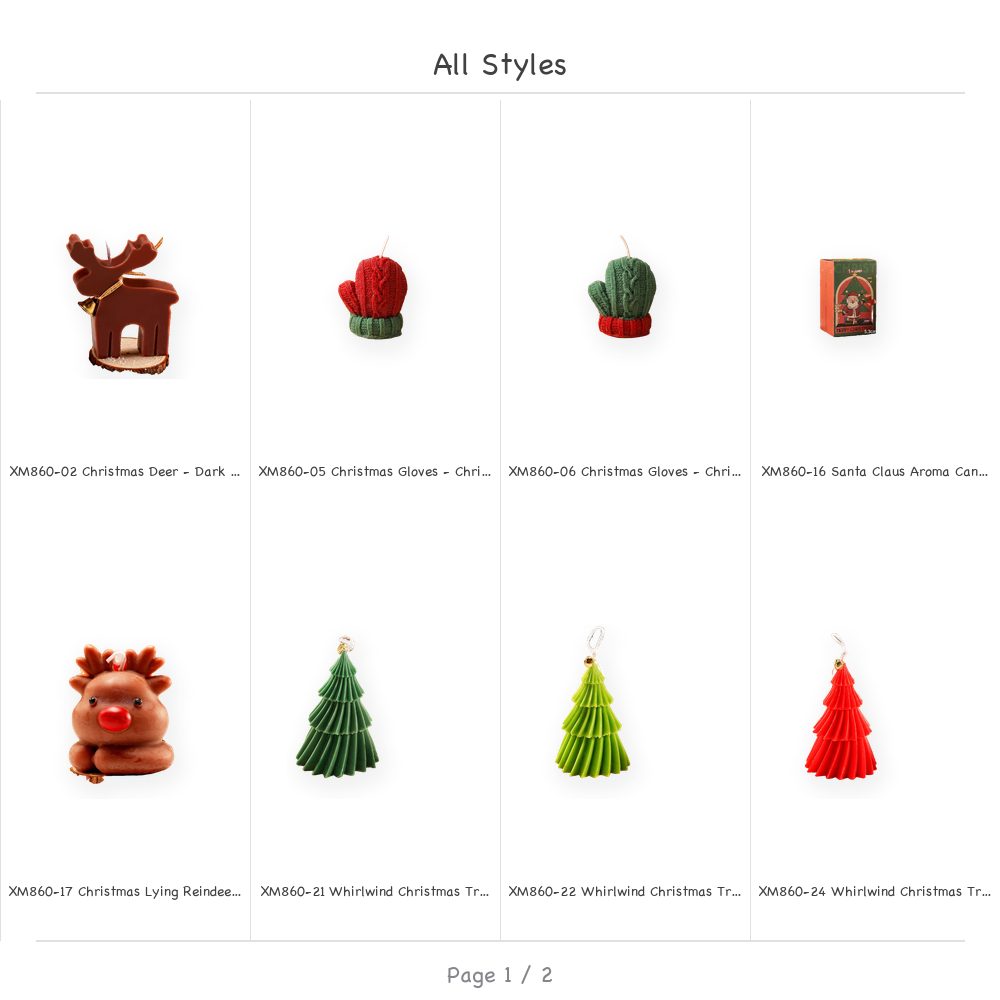 All Styles
XM860-02 Christmas Deer - Dark ...
XM860-05 Christmas Gloves - Chri...
XM860-06 Christmas Gloves - Chri...
XM860-16 Santa Claus Aroma Can...
XM860-17 Christmas Lying Reindee...
XM860-21 Whirlwind Christmas Tr...
XM860-22 Whirlwind Christmas Tr...
XM860-24 Whirlwind Christmas Tr...
Page 1 / 2